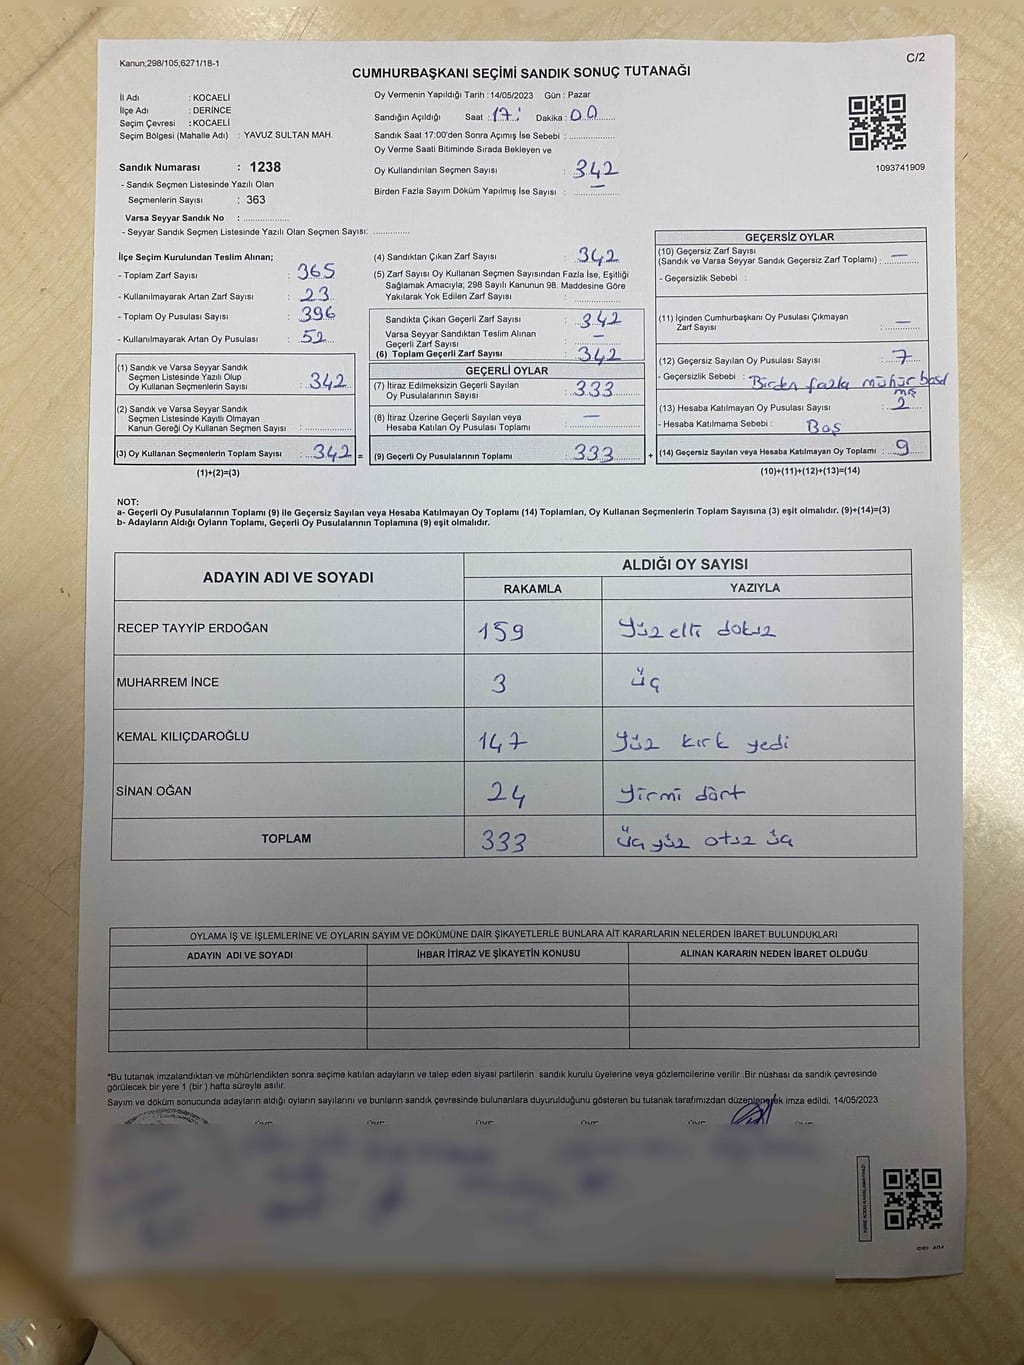 Kanun;298/105;6271/18-1
C/2
CUMHURBAŞKANI SEÇİMİ SANDIK SONUÇ TUTANAĞI
İl Adı : KOCAELİ
İlçe Adı : DERİNCE
Seçim Çevresi : KOCAELİ
Seçim Bölgesi (Mahalle Adı) : YAVUZ SULTAN MAH.
Sandık Numarası : 1238
- Sandık Seçmen Listesinde Yazılı Olan
Seçmenlerin Sayısı : 363
Varsa Seyyar Sandık No : ..................
- Seyyar Sandık Seçmen Listesinde Yazılı Olan Seçmen Sayısı: ..............
Oy Vermenin Yapıldığı Tarih : 14/05/2023 Gün : Pazar
Sandığın Açıldığı Saat : 17 : Dakika : 00
Sandık Saat 17:00'den Sonra Açımış İse Sebebi : ..................
Oy Verme Saati Bitiminde Sırada Bekleyen ve
Oy Kullandırılan Seçmen Sayısı : 342
Birden Fazla Sayım Döküm Yapılmış İse Sayısı : —
1093741909
İlçe Seçim Kurulundan Teslim Alınan;
- Toplam Zarf Sayısı : 365
- Kullanılmayarak Artan Zarf Sayısı : 23
- Toplam Oy Pusulası Sayısı : 396
- Kullanılmayarak Artan Oy Pusulası : 52
(1) Sandık ve Varsa Seyyar Sandık
Seçmen Listesinde Yazılı Olup
Oy Kullanan Seçmenlerin Sayısı : 342
(2) Sandık ve Varsa Seyyar Sandık
Seçmen Listesinde Kayıtlı Olmayan
Kanun Gereği Oy Kullanan Seçmen Sayısı : ..............
(3) Oy Kullanan Seçmenlerin Toplam Sayısı : 342 =
(1)+(2)=(3)
(4) Sandıktan Çıkan Zarf Sayısı : 342
(5) Zarf Sayısı Oy Kullanan Seçmen Sayısından Fazla İse, Eşitliği
Sağlamak Amacıyla; 298 Sayılı Kanunun 98. Maddesine Göre
Yakılarak Yok Edilen Zarf Sayısı : ..............
Sandıkta Çıkan Geçerli Zarf Sayısı : 342
Varsa Seyyar Sandıktan Teslim Alınan
Geçerli Zarf Sayısı : —
(6) Toplam Geçerli Zarf Sayısı : 342
GEÇERLİ OYLAR
(7) İtiraz Edilmeksizin Geçerli Sayılan
Oy Pusulalarının Sayısı : 333
(8) İtiraz Üzerine Geçerli Sayılan veya
Hesaba Katılan Oy Pusulası Toplamı : —
(9) Geçerli Oy Pusulalarının Toplamı : 333 +
GEÇERSİZ OYLAR
(10) Geçersiz Zarf Sayısı
(Sandık ve Varsa Seyyar Sandık Geçersiz Zarf Toplamı) : —
- Geçersizlik Sebebi :
(11) İçinden Cumhurbaşkanı Oy Pusulası Çıkmayan
Zarf Sayısı : —
(12) Geçersiz Sayılan Oy Pusulası Sayısı : 7
- Geçersizlik Sebebi : Birden fazla mühür basıl
mış
(13) Hesaba Katılmayan Oy Pusulası Sayısı : 2
- Hesaba Katılmama Sebebi : Boş
(14) Geçersiz Sayılan veya Hesaba Katılmayan Oy Toplamı : 9
(10)+(11)+(12)+(13)=(14)
NOT:
a- Geçerli Oy Pusulalarının Toplamı (9) ile Geçersiz Sayılan veya Hesaba Katılmayan Oy Toplamı (14) Toplamları, Oy Kullanan Seçmenlerin Toplam Sayısına (3) eşit olmalıdır. (9)+(14)=(3)
b- Adayların Aldığı Oyların Toplamı, Geçerli Oy Pusulalarının Toplamına (9) eşit olmalıdır.
ADAYIN ADI VE SOYADI
ALDIĞI OY SAYISI
RAKAMLA YAZIYLA
RECEP TAYYİP ERDOĞAN 159 Yüz elli dokuz
MUHARREM İNCE 3 üç
KEMAL KILIÇDAROĞLU 147 Yüz kırk yedi
SİNAN OĞAN 24 Yirmi dört
TOPLAM 333 üç yüz otuz üç
OYLAMA İŞ VE İŞLEMLERİNE VE OYLARIN SAYIM VE DÖKÜMÜNE DAİR ŞİKAYETLERLE BUNLARA AİT KARARLARIN NELERDEN İBARET BULUNDUKLARI
ADAYIN ADI VE SOYADI İHBAR İTİRAZ VE ŞİKAYETİN KONUSU ALINAN KARARIN NEDEN İBARET OLDUĞU
*Bu tutanak imzalandıktan ve mühürlendikten sonra seçime katılan adayların ve talep eden siyasi partilerin sandık kurulu üyelerine veya gözlemcilerine verilir .Bir nüshası da sandık çevresinde
görülecek bir yere 1 (bir ) hafta süreyle asılır.
Sayım ve döküm sonucunda adayların aldığı oyların sayılarını ve bunların sandık çevresinde bulunanlara duyurulduğunu gösteren bu tutanak tarafımızdan düzenlenerek imza edildi. 14/05/2023
KARE KODU KARALAMAYINIZ!